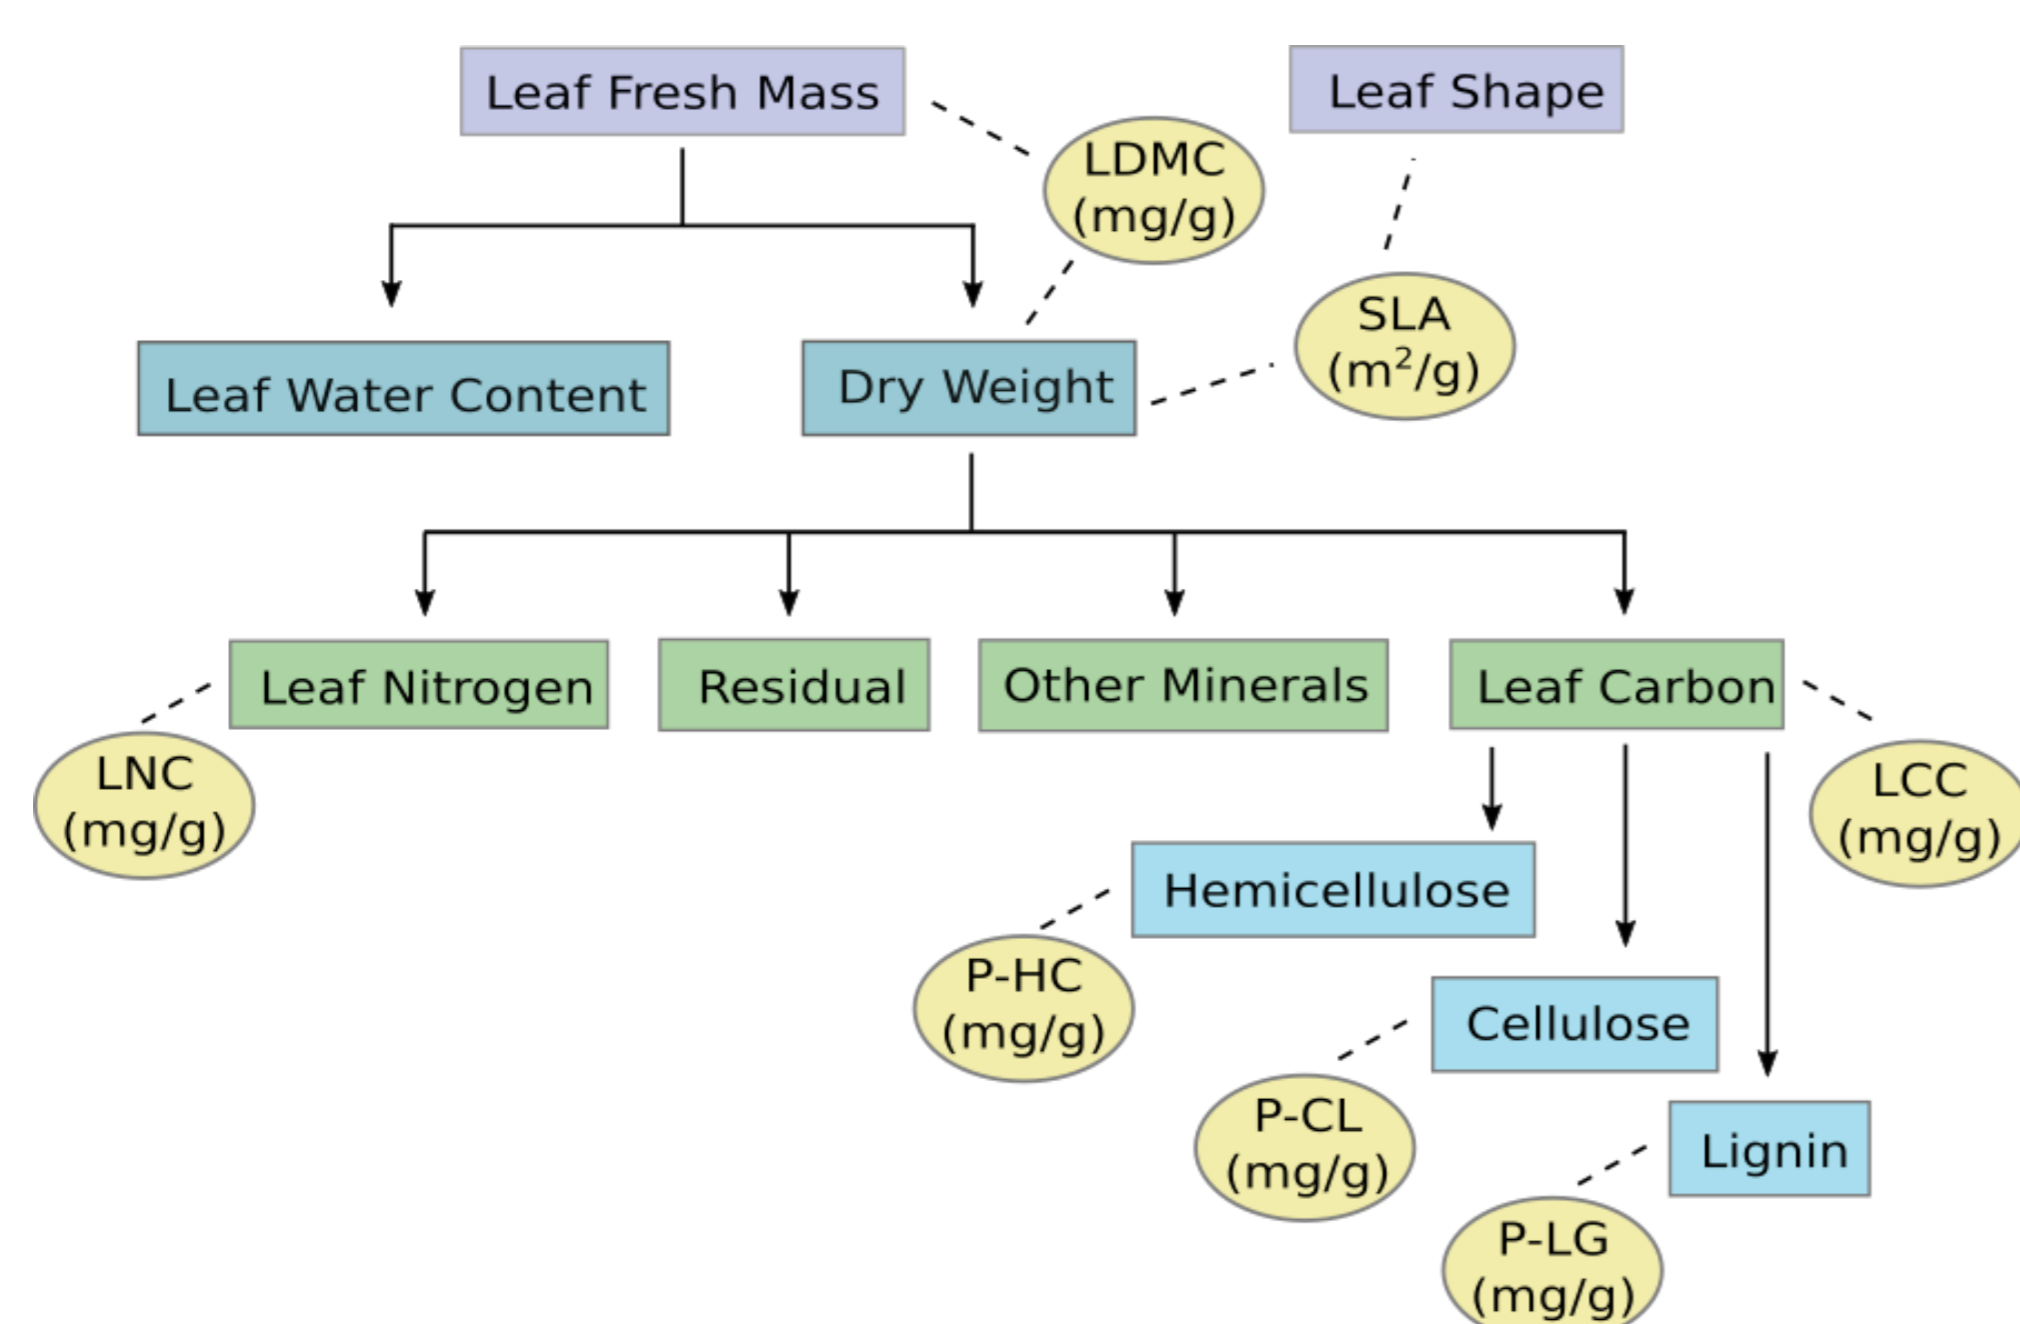 Leaf Fresh Mass
Leaf Shape
LDMC
(mg/g)
SLA
(m²/g)
Leaf Water Content
Dry Weight
Leaf Nitrogen
Residual
Other Minerals
Leaf Carbon
LNC
(mg/g)
LCC
(mg/g)
Hemicellulose
P-HC
(mg/g)
Cellulose
P-CL
(mg/g)
Lignin
P-LG
(mg/g)